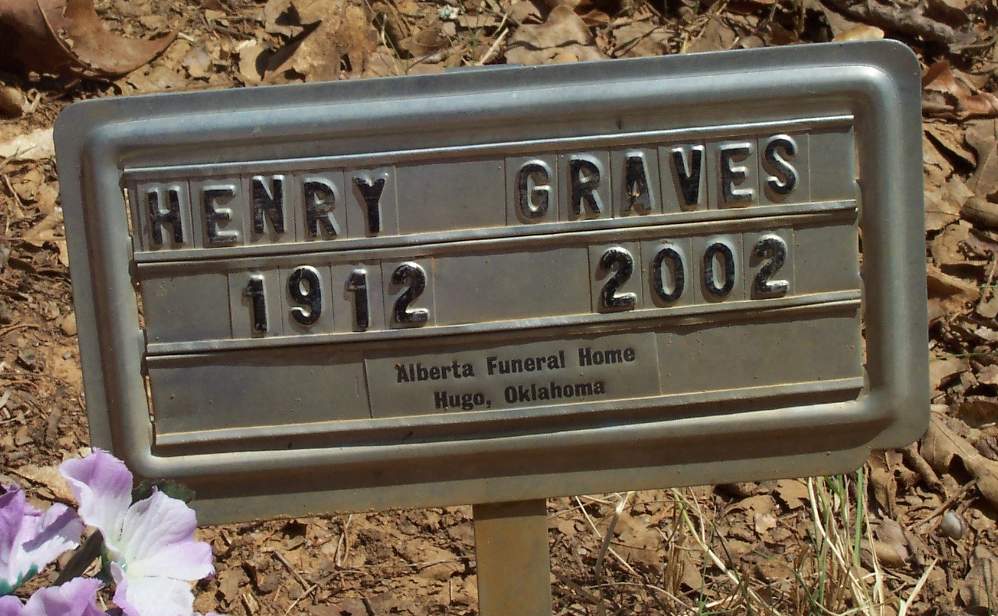 HENRY GRAVES
1912 2002
Alberta Funeral Home
Hugo, Oklahoma